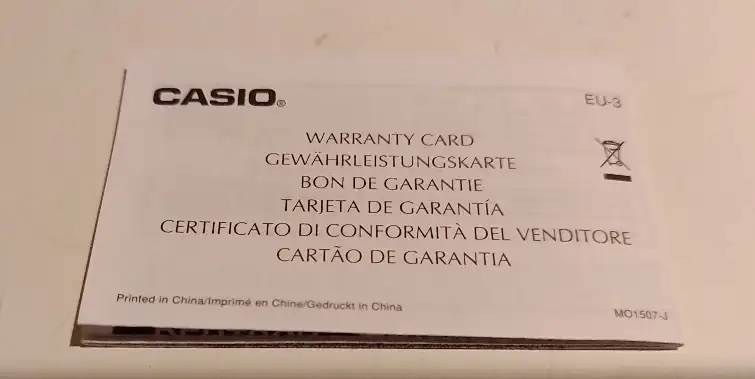 CASIO® EU-3
WARRANTY CARD
GEWÄHRLEISTUNGSKARTE
BON DE GARANTIE
TARJETA DE GARANTÍA
CERTIFICATO DI CONFORMITÀ DEL VENDITORE
CARTÃO DE GARANTIA
Printed in China/Imprimé en Chine/Gedruckt in China
MO1507-J